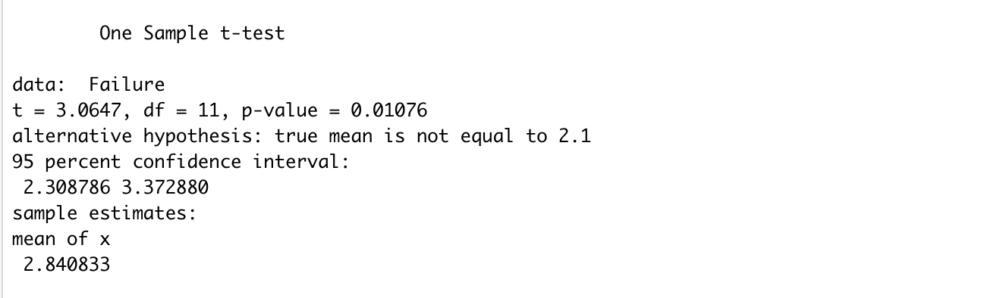 One Sample t-test
data:  Failure
t = 3.0647, df = 11, p-value = 0.01076
alternative hypothesis: true mean is not equal to 2.1
95 percent confidence interval:
2.308786 3.372880
sample estimates:
mean of x
2.840833